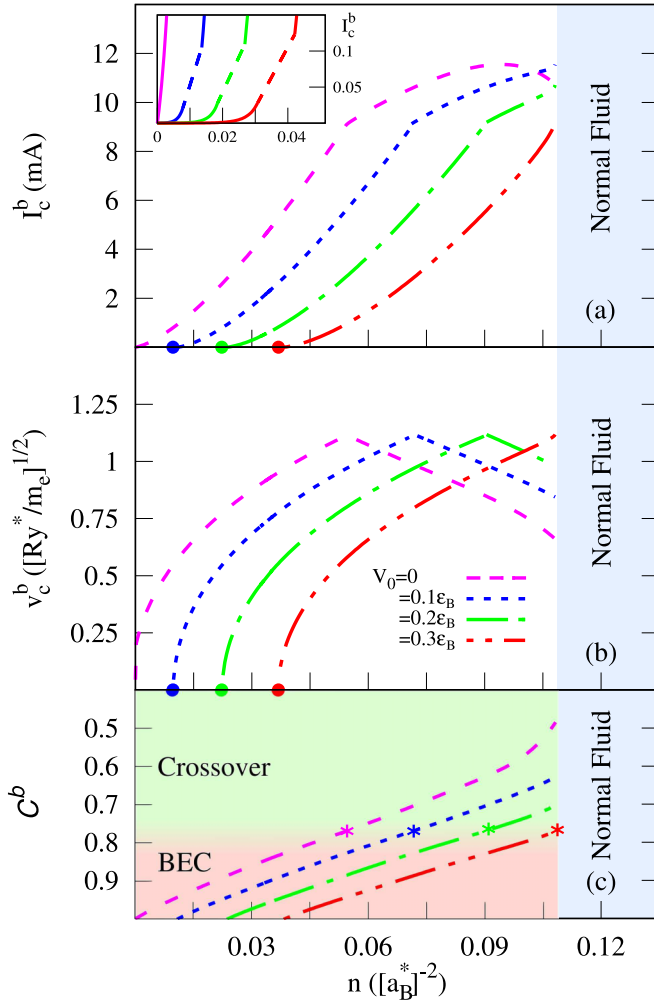 I_c^b
0.1
0.05
0
0.02
0.04
12
10
8
6
4
2
I_c^b (mA)
Normal Fluid
(a)
1.25
1
0.75
0.5
0.25
v_c^b ([Ry^*/m_e]^{1/2})
V_0=0
=0.1ε_B
=0.2ε_B
=0.3ε_B
Normal Fluid
(b)
0.5
0.6
0.7
0.8
0.9
C^b
Crossover
BEC
Normal Fluid
(c)
0.03
0.06
0.09
0.12
n ([a_B^*]^{-2})